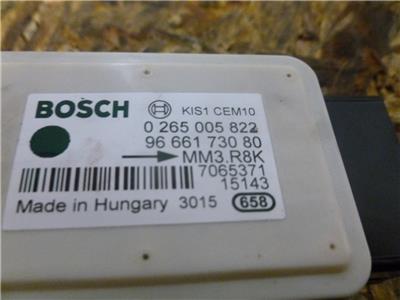 BOSCH KIS1 CEM10
0 265 005 822
96 661 730 80
MM3.R8K
7065371
15143
Made in Hungary 3015 658